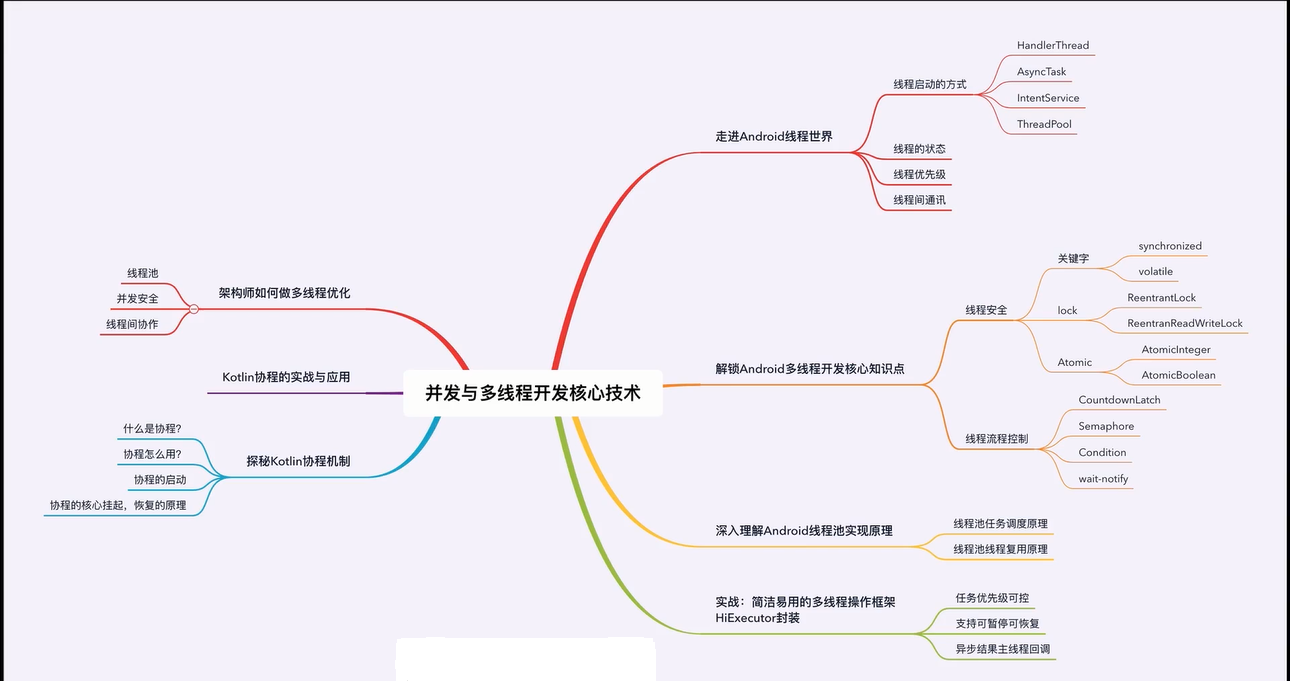 并发与多线程开发核心技术
走进Android线程世界
线程启动的方式
HandlerThread
AsyncTask
IntentService
ThreadPool
线程的状态
线程优先级
线程间通讯
解锁Android多线程开发核心知识点
线程安全
关键字
synchronized
volatile
lock
ReentrantLock
ReentranReadWriteLock
Atomic
AtomicInteger
AtomicBoolean
线程流程控制
CountdownLatch
Semaphore
Condition
wait-notify
深入理解Android线程池实现原理
线程池任务调度原理
线程池线程复用原理
实战：简洁易用的多线程操作框架
HiExecutor封装
任务优先级可控
支持可暂停可恢复
异步结果主线程回调
架构师如何做多线程优化
线程池
并发安全
线程间协作
Kotlin协程的实战与应用
探秘Kotlin协程机制
什么是协程?
协程怎么用?
协程的启动
协程的核心挂起，恢复的原理